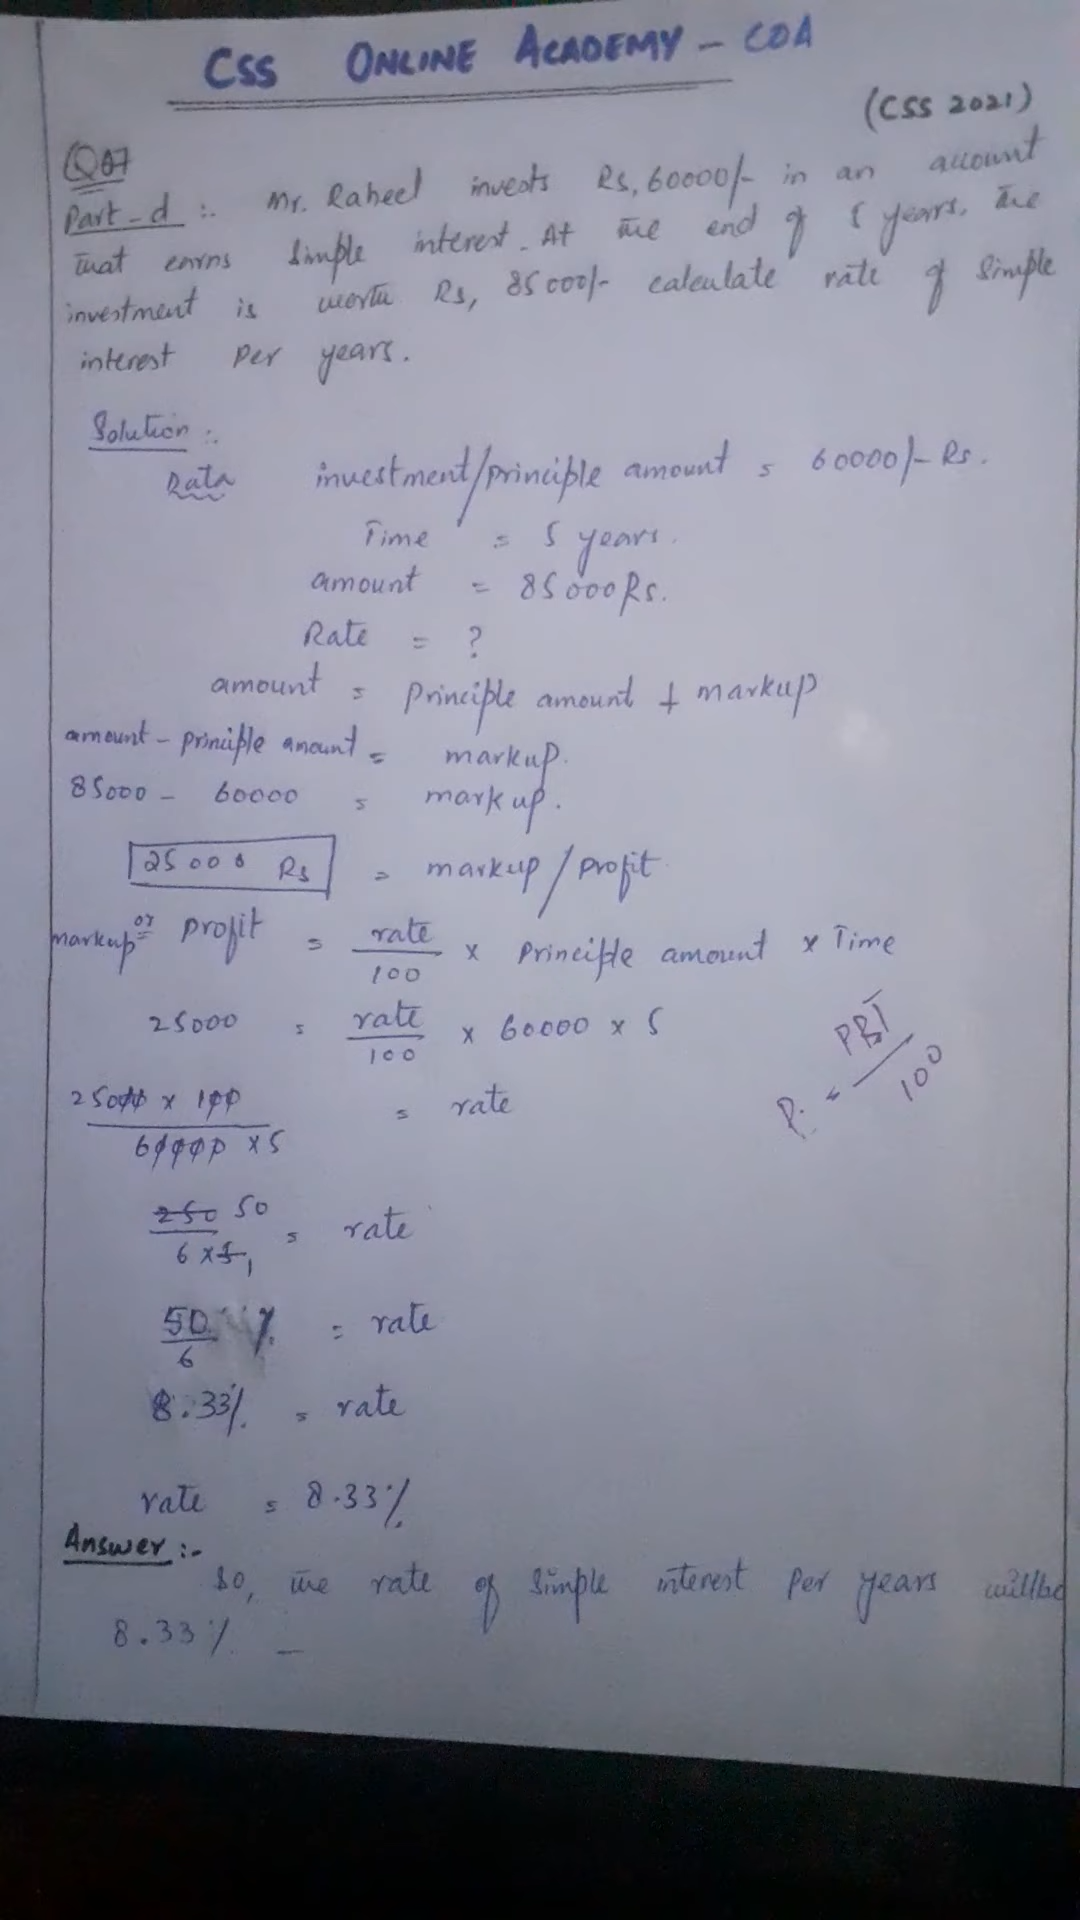 CSS ONLINE ACADEMY - COA
(CSS 2021)
Q07
Part-d :. Mr. Raheel invests Rs, 60000/- in an account
that earns simple interest. At the end of 5 years, the
investment is worth Rs, 85000/- calculate rate of simple
interest per years.
Solution :.
Data investment/principle amount = 60000/- Rs.
Time = 5 years.
amount = 85000 Rs.
Rate = ?
amount = principle amount + markup
amount - principle amount = markup.
85000 - 60000 = markup.
25000 Rs = markup/profit
markup or profit = rate/100 x principle amount x Time
25000 = rate/100 x 60000 x 5
25000 x 100 / 60000 x 5 = rate
250 50 / 6 x 5 1 = rate
50/6 % = rate
8.33% = rate
rate = 8.33%
Answer :-
So, the rate of simple interest per years will be
8.33%